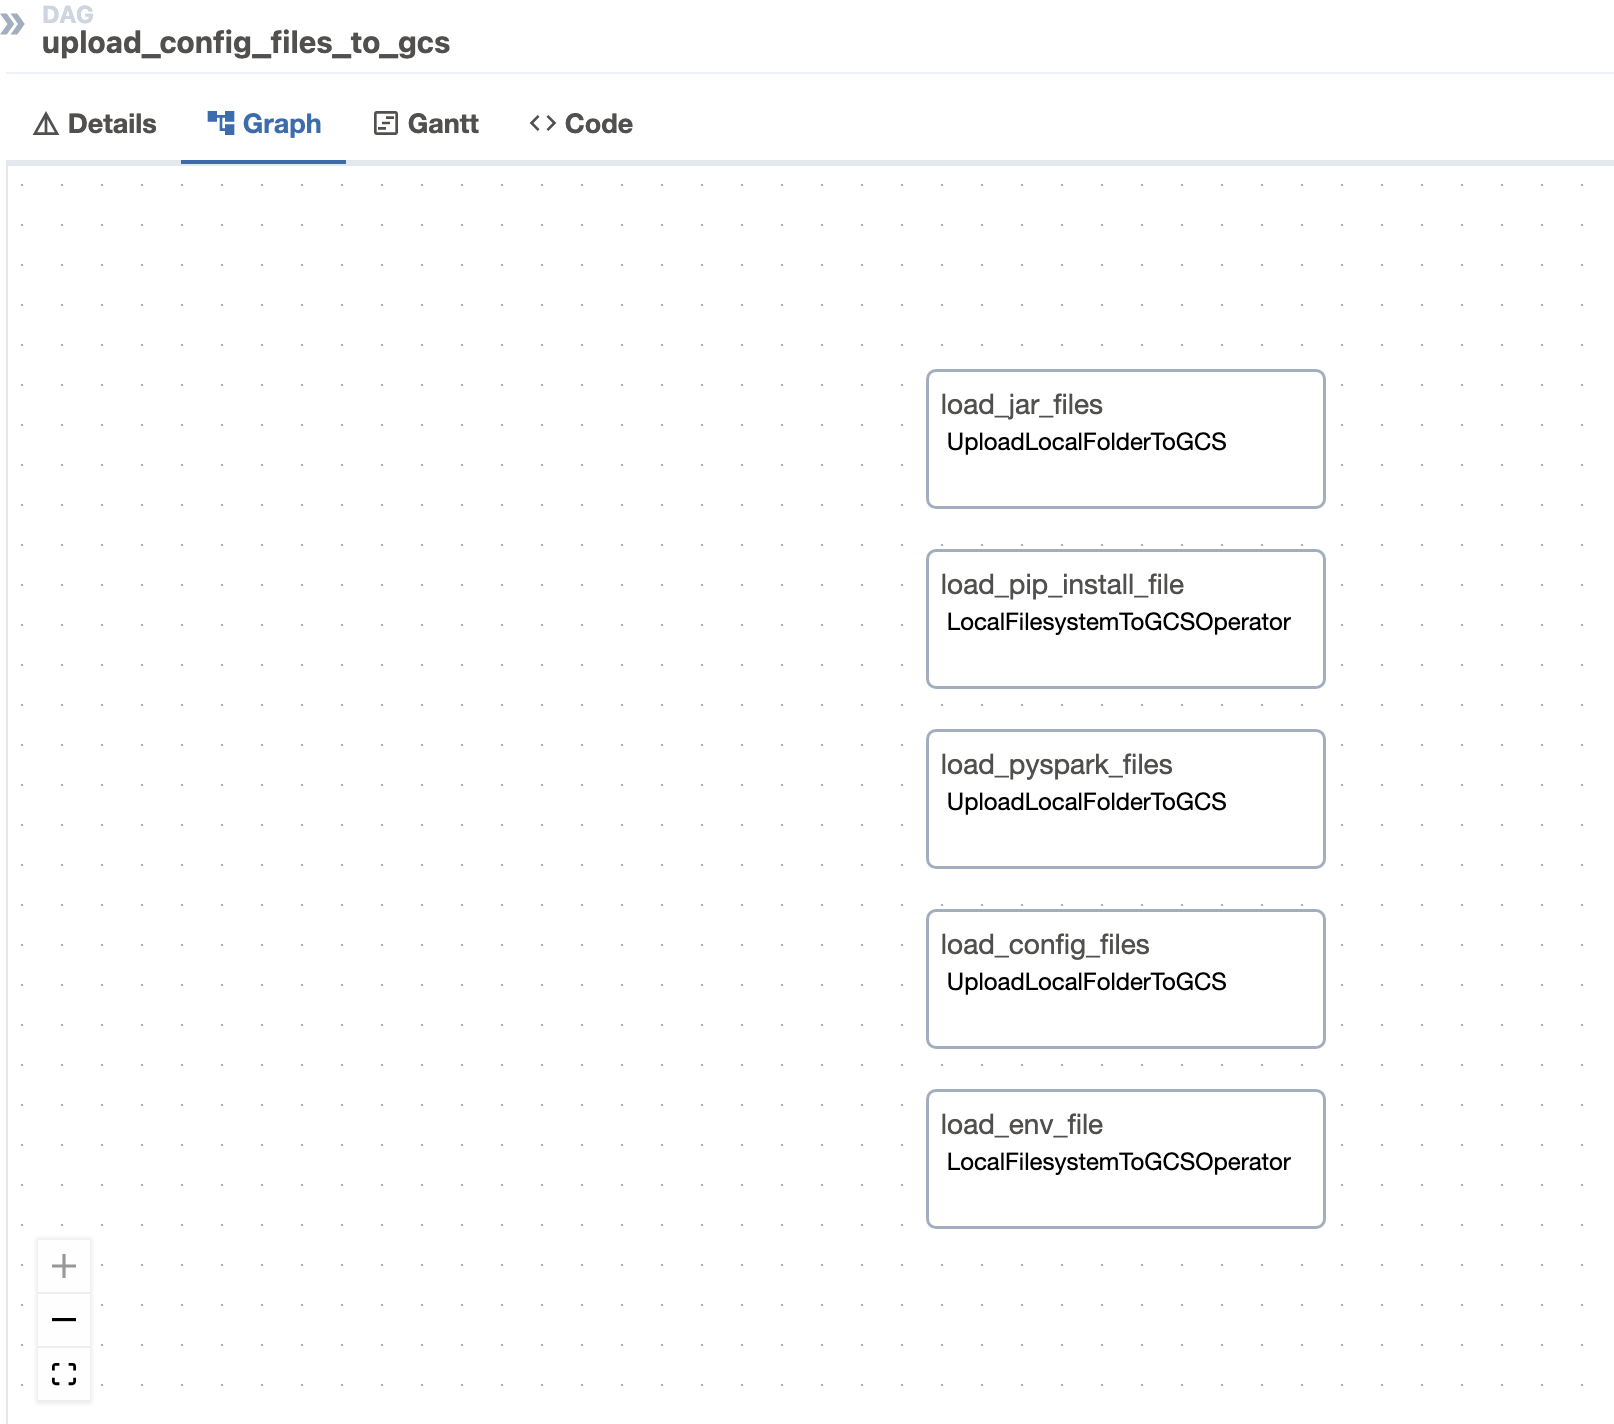 DAG
upload_config_files_to_gcs
Details
Graph
Gantt
Code
load_jar_files
UploadLocalFolderToGCS
load_pip_install_file
LocalFilesystemToGCSOperator
load_pyspark_files
UploadLocalFolderToGCS
load_config_files
UploadLocalFolderToGCS
load_env_file
LocalFilesystemToGCSOperator